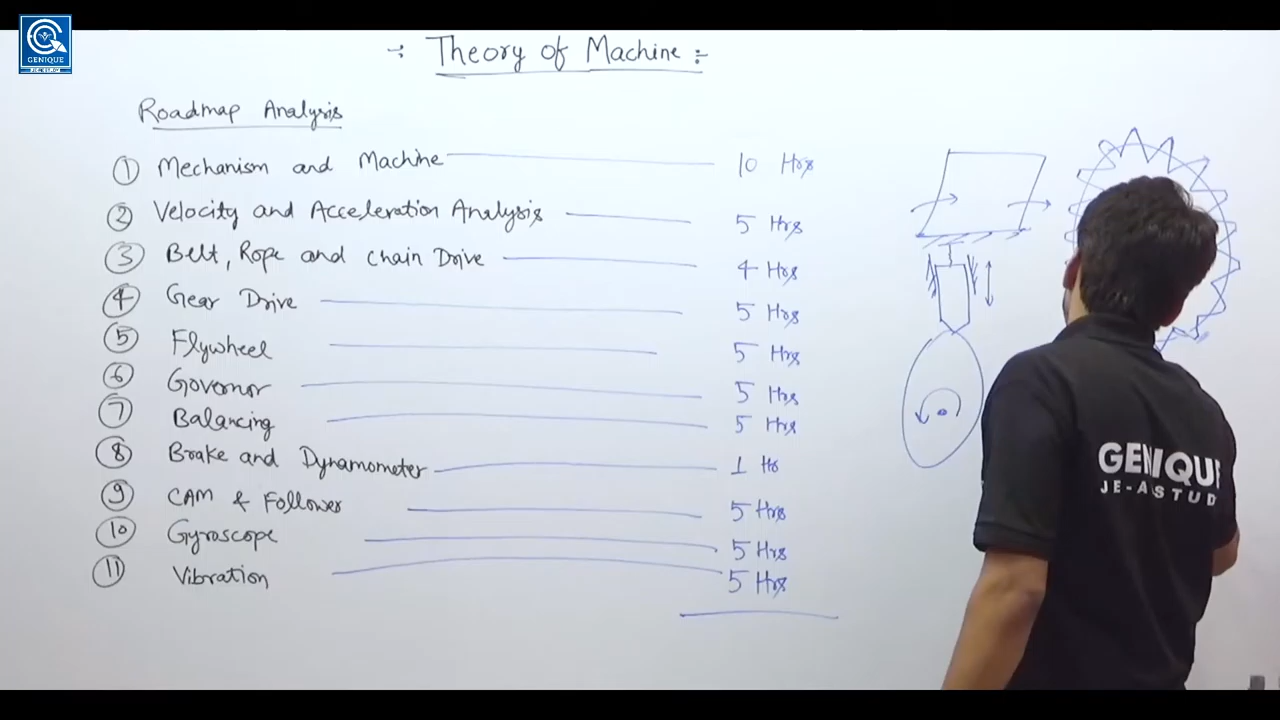 GENIQUE
-: Theory of Machine :-
Roadmap Analysis
① Mechanism and Machine 10 Hrs
② Velocity and Acceleration Analysis 5 Hrs
③ Belt, Rope and chain Drive 4 Hrs
④ Gear Drive 5 Hrs
⑤ Flywheel 5 Hrs
⑥ Governor 5 Hrs
⑦ Balancing 5 Hrs
⑧ Brake and Dynamometer 1 Hr
⑨ CAM & Follower 5 Hrs
⑩ Gyroscope 5 Hrs
⑪ Vibration 5 Hrs
GENIQUE
JE-AESTUD